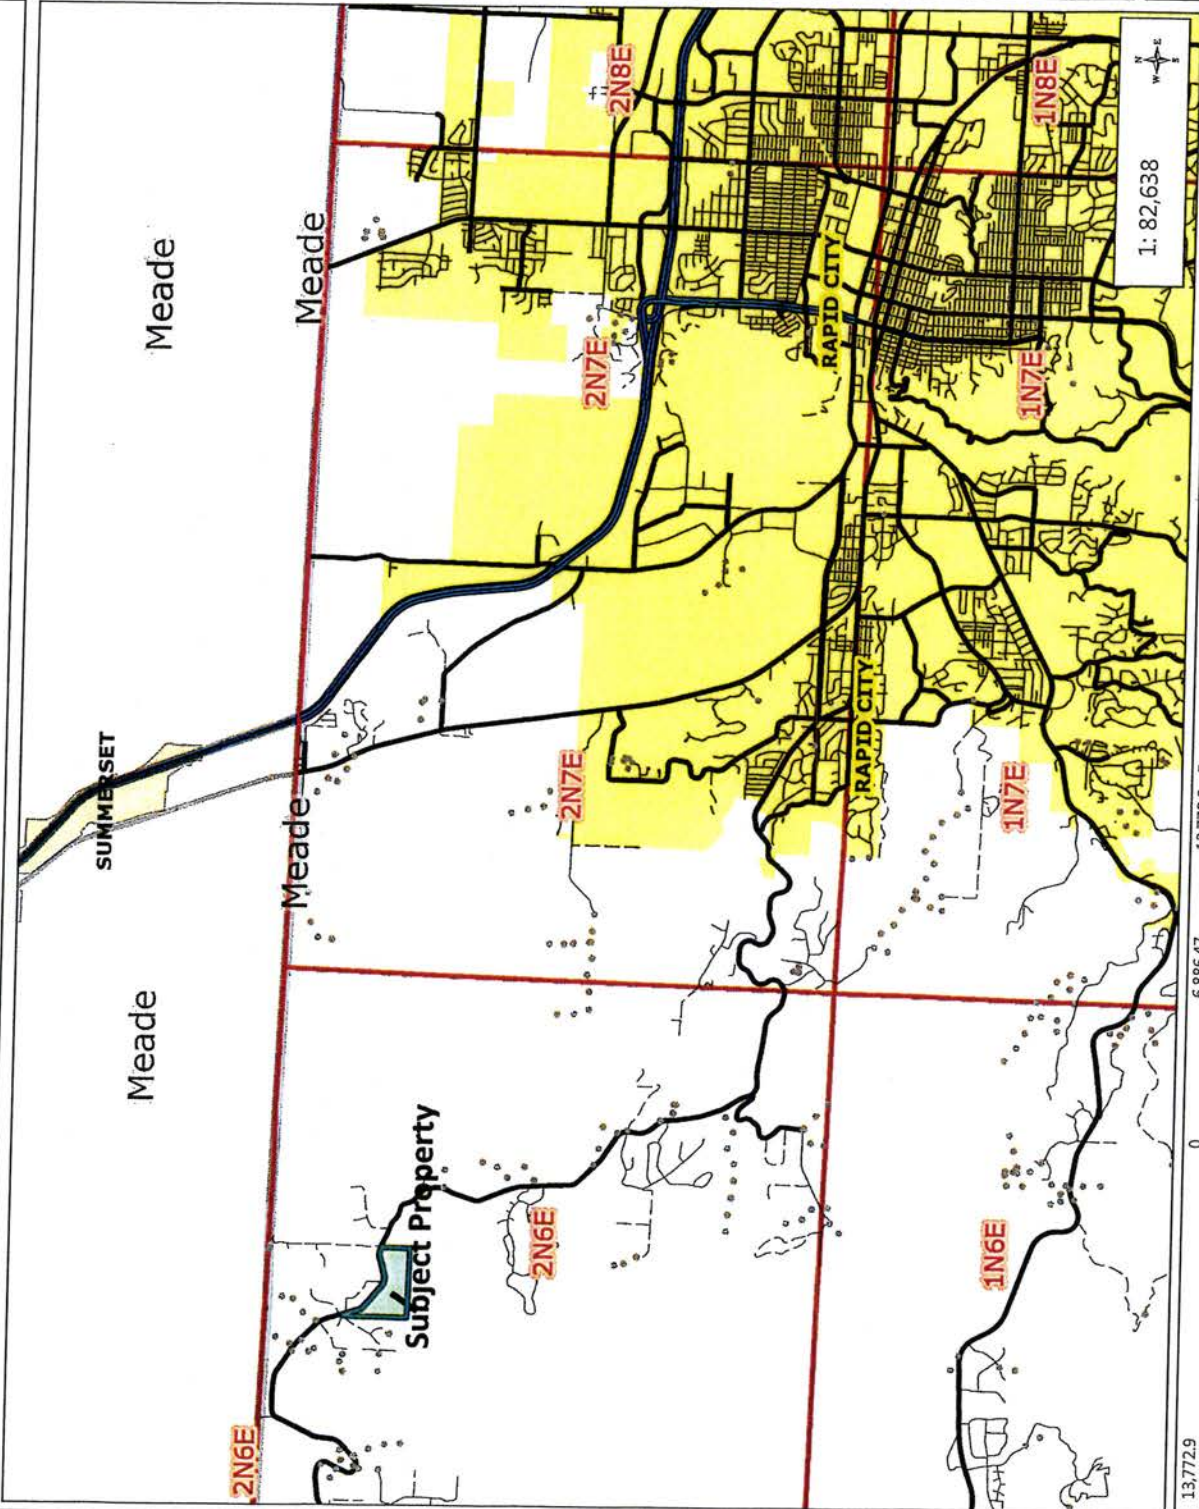 Meade
Meade
Meade
Meade
SUMMERSET
2N6E
2N6E
2N7E
2N7E
2N8E
Subject Property
RAPID CITY
RAPID CITY
1N6E
1N7E
1N7E
1N8E
N
W
E
S
1: 82,638
13,772.9
0